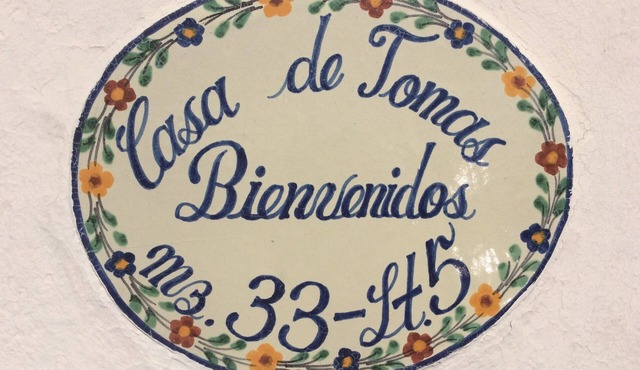 Casa de Tomas
Bienvenidos
Mz. 33-Lt. 5